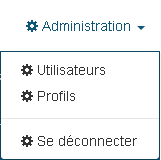 Administration
Utilisateurs
Profils
Se déconnecter